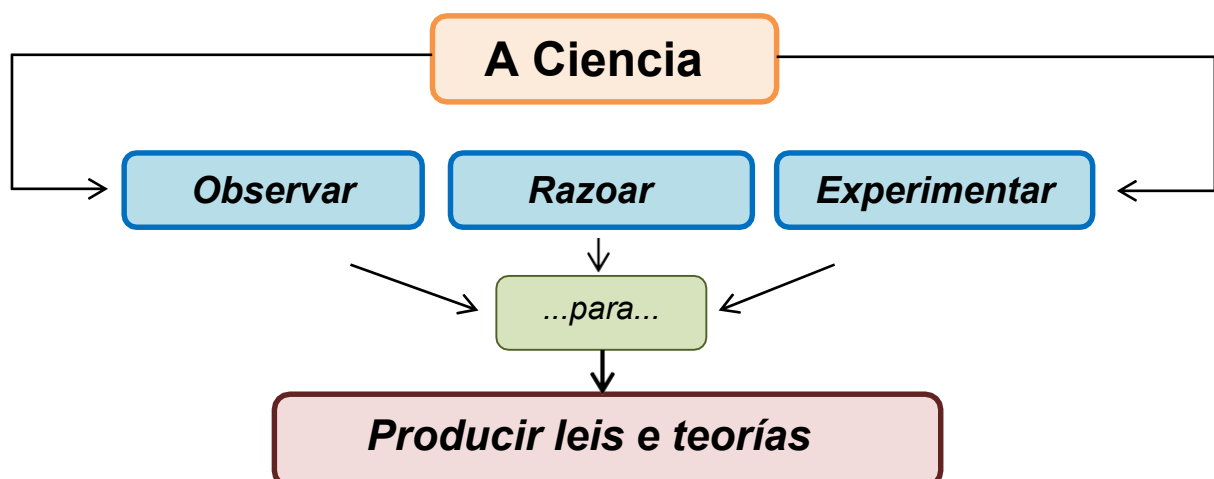 A Ciencia
Observar
Razoar
Experimentar
...para...
Producir leis e teorías